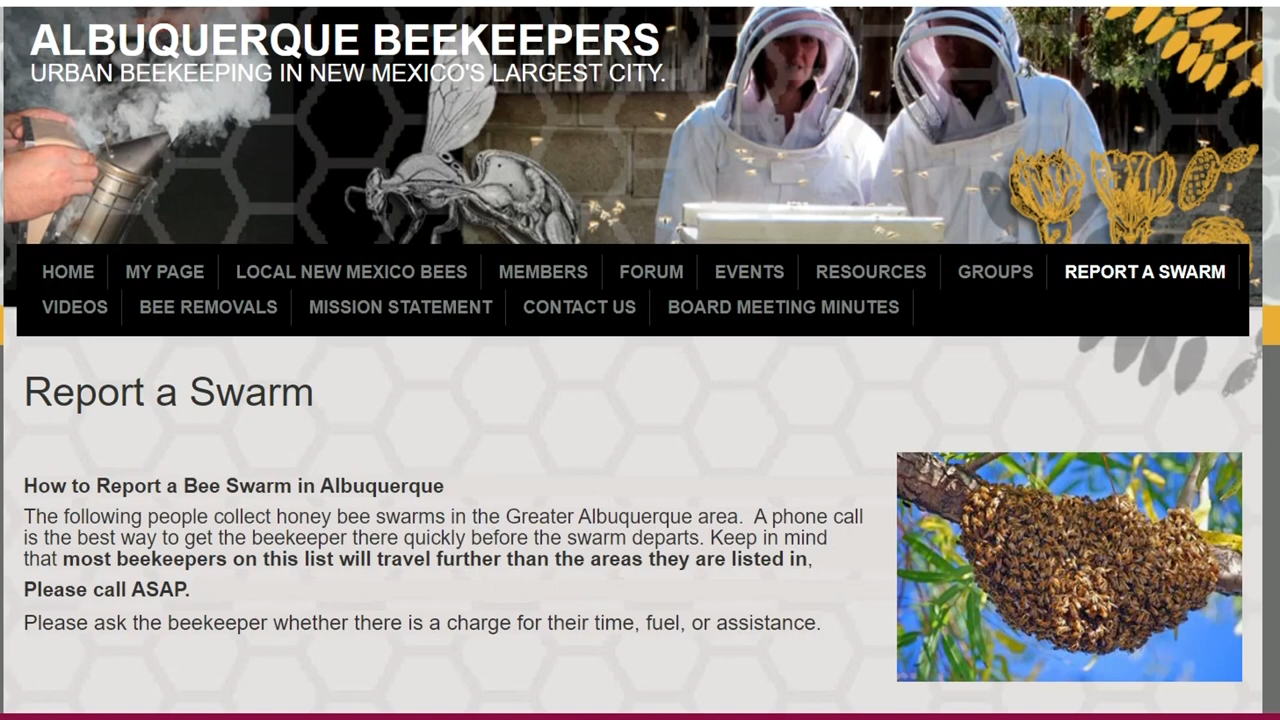 ALBUQUERQUE BEEKEEPERS
URBAN BEEKEEPING IN NEW MEXICO'S LARGEST CITY.
HOME MY PAGE LOCAL NEW MEXICO BEES MEMBERS FORUM EVENTS RESOURCES GROUPS REPORT A SWARM
VIDEOS BEE REMOVALS MISSION STATEMENT CONTACT US BOARD MEETING MINUTES
Report a Swarm
How to Report a Bee Swarm in Albuquerque
The following people collect honey bee swarms in the Greater Albuquerque area. A phone call
is the best way to get the beekeeper there quickly before the swarm departs. Keep in mind
that most beekeepers on this list will travel further than the areas they are listed in,
Please call ASAP.
Please ask the beekeeper whether there is a charge for their time, fuel, or assistance.